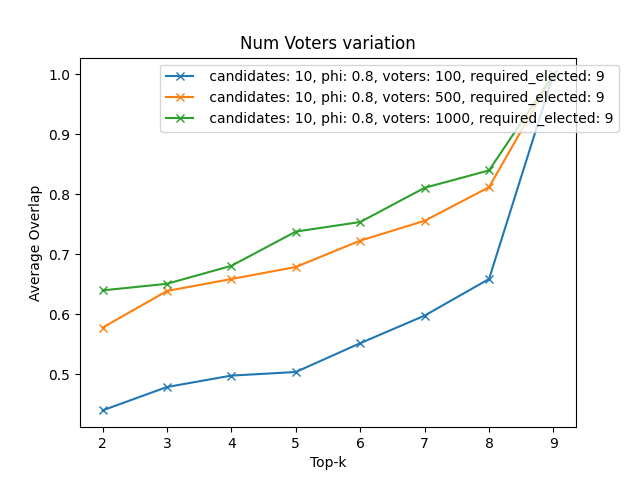 Num Voters variation
candidates: 10, phi: 0.8, voters: 100, required_elected: 9
candidates: 10, phi: 0.8, voters: 500, required_elected: 9
candidates: 10, phi: 0.8, voters: 1000, required_elected: 9
1.0
0.9
0.8
0.7
0.6
0.5
Average Overlap
2 3 4 5 6 7 8 9
Top-k